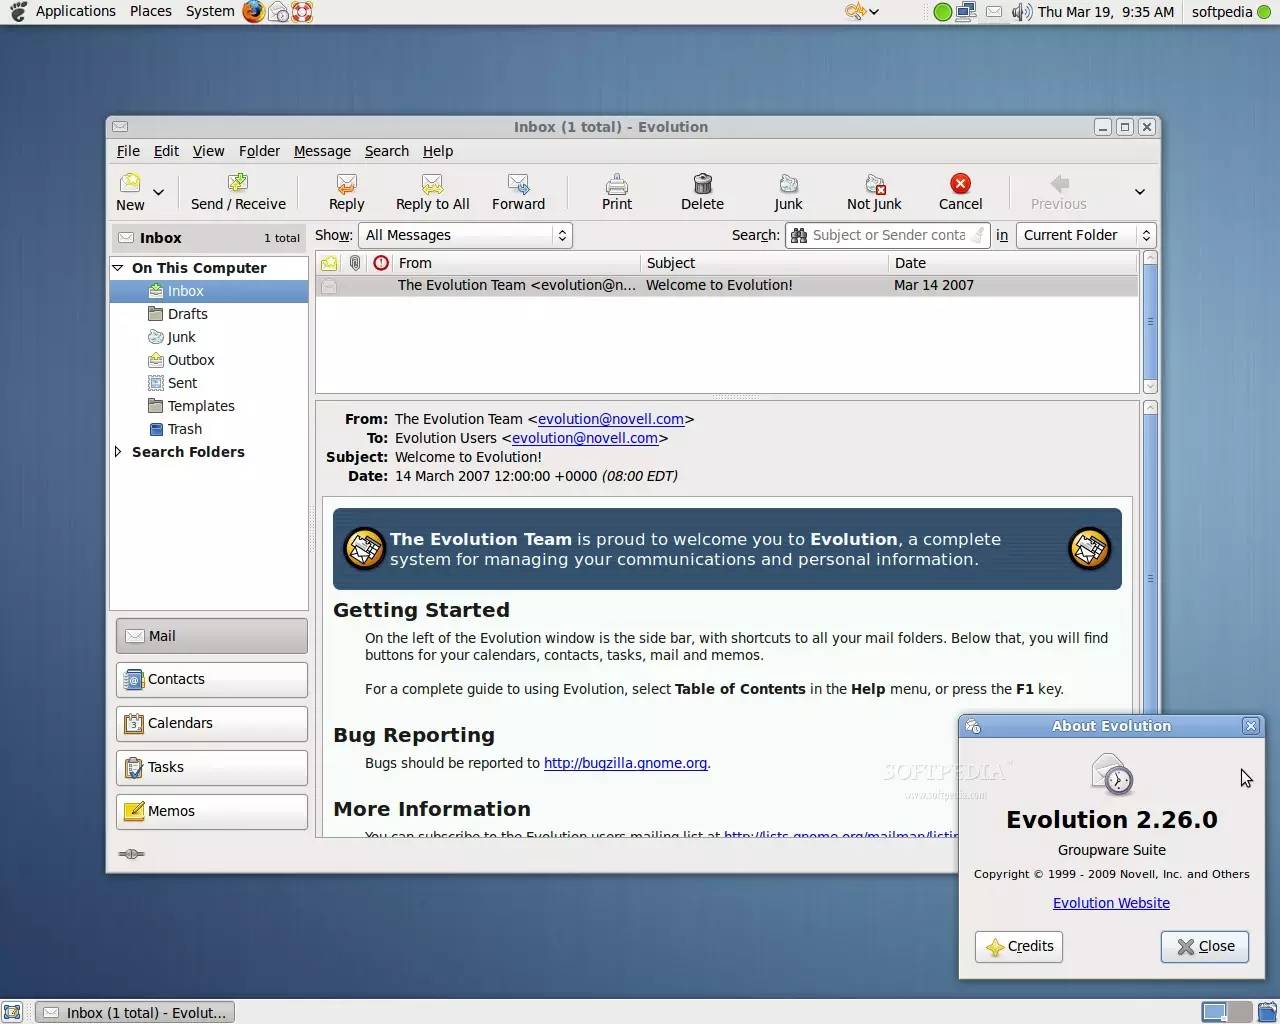 Applications Places System Thu Mar 19, 9:35 AM softpedia
Inbox (1 total) - Evolution
File Edit View Folder Message Search Help
New Send / Receive Reply Reply to All Forward Print Delete Junk Not Junk Cancel Previous
Inbox 1 total Show: All Messages Search: Subject or Sender conta in Current Folder
On This Computer
Inbox
Drafts
Junk
Outbox
Sent
Templates
Trash
Search Folders
From Subject Date
The Evolution Team <evolution@n... Welcome to Evolution! Mar 14 2007
From: The Evolution Team <evolution@novell.com>
To: Evolution Users <evolution@novell.com>
Subject: Welcome to Evolution!
Date: 14 March 2007 12:00:00 +0000 (08:00 EDT)
The Evolution Team is proud to welcome you to Evolution, a complete
system for managing your communications and personal information.
Getting Started
On the left of the Evolution window is the side bar, with shortcuts to all your mail folders. Below that, you will find
buttons for your calendars, contacts, tasks, mail and memos.
For a complete guide to using Evolution, select Table of Contents in the Help menu, or press the F1 key.
Bug Reporting
Bugs should be reported to http://bugzilla.gnome.org.
More Information
You can subscribe to the Evolution users mailing list at http://lists.gnome.org/mailman/listin
Mail
Contacts
Calendars
3
Tasks
Memos
SOFTPEDIA
www.softpedia.com
About Evolution
Evolution 2.26.0
Groupware Suite
Copyright © 1999 - 2009 Novell, Inc. and Others
Evolution Website
Credits Close
Inbox (1 total) - Evolut...